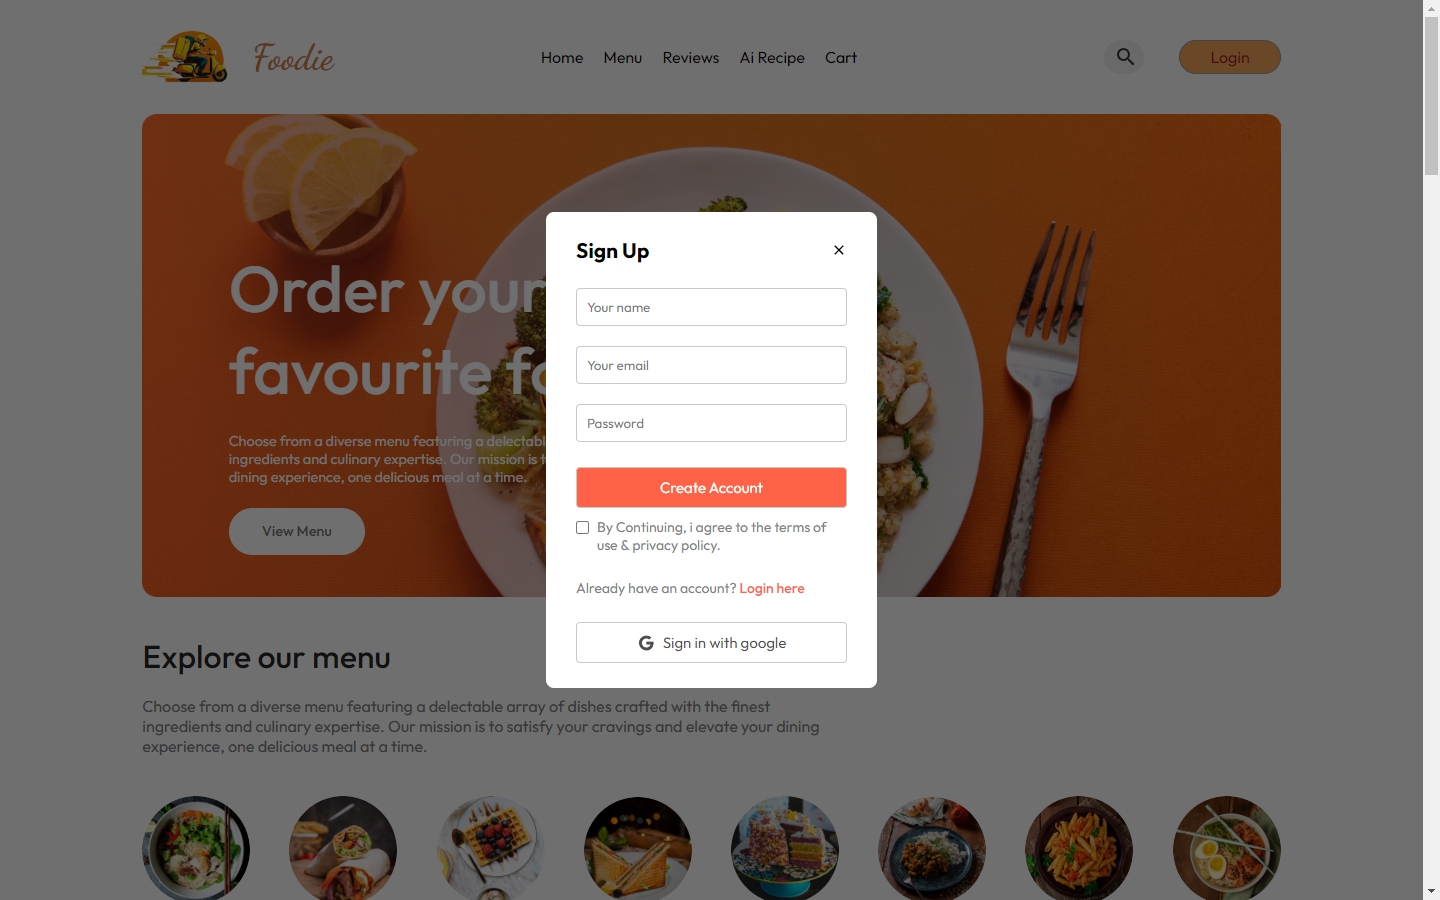 Foodie
Home Menu Reviews Ai Recipe Cart
Login
Order your
favourite fo
Choose from a diverse menu featuring a delectabl
ingredients and culinary expertise. Our mission is t
dining experience, one delicious meal at a time.
View Menu
Sign Up
Your name
Your email
Password
Create Account
By Continuing, i agree to the terms of
use & privacy policy.
Already have an account? Login here
Sign in with google
Explore our menu
Choose from a diverse menu featuring a delectable array of dishes crafted with the finest
ingredients and culinary expertise. Our mission is to satisfy your cravings and elevate your dining
experience, one delicious meal at a time.